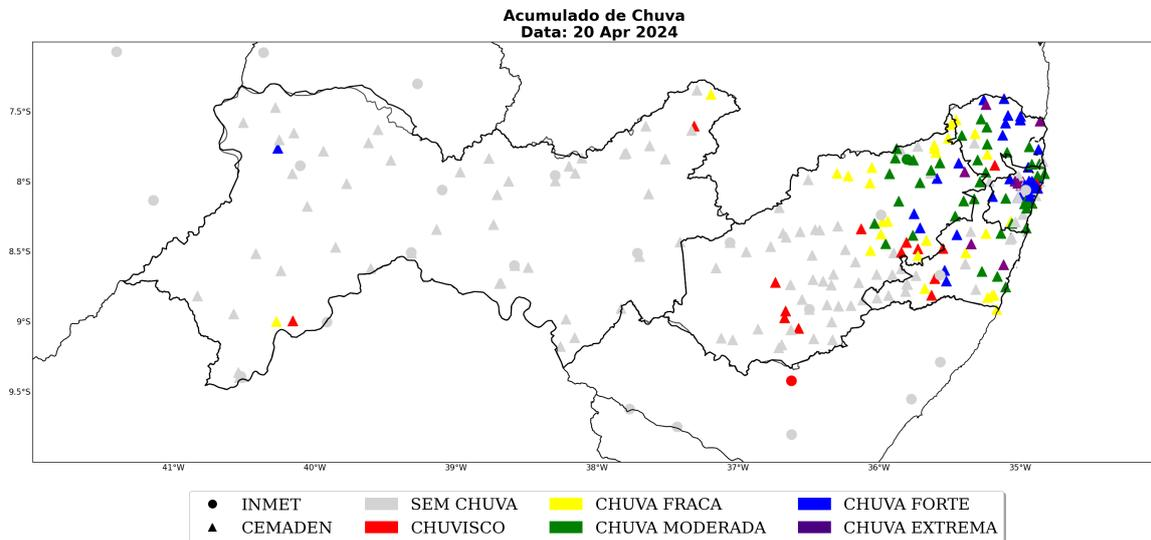 Acumulado de Chuva
Data: 20 Apr 2024
7.5°S
8°S
8.5°S
9°S
9.5°S
41°W 40°W 39°W 38°W 37°W 36°W 35°W
INMET SEM CHUVA CHUVA FRACA CHUVA FORTE
CEMADEN CHUVISCO CHUVA MODERADA CHUVA EXTREMA